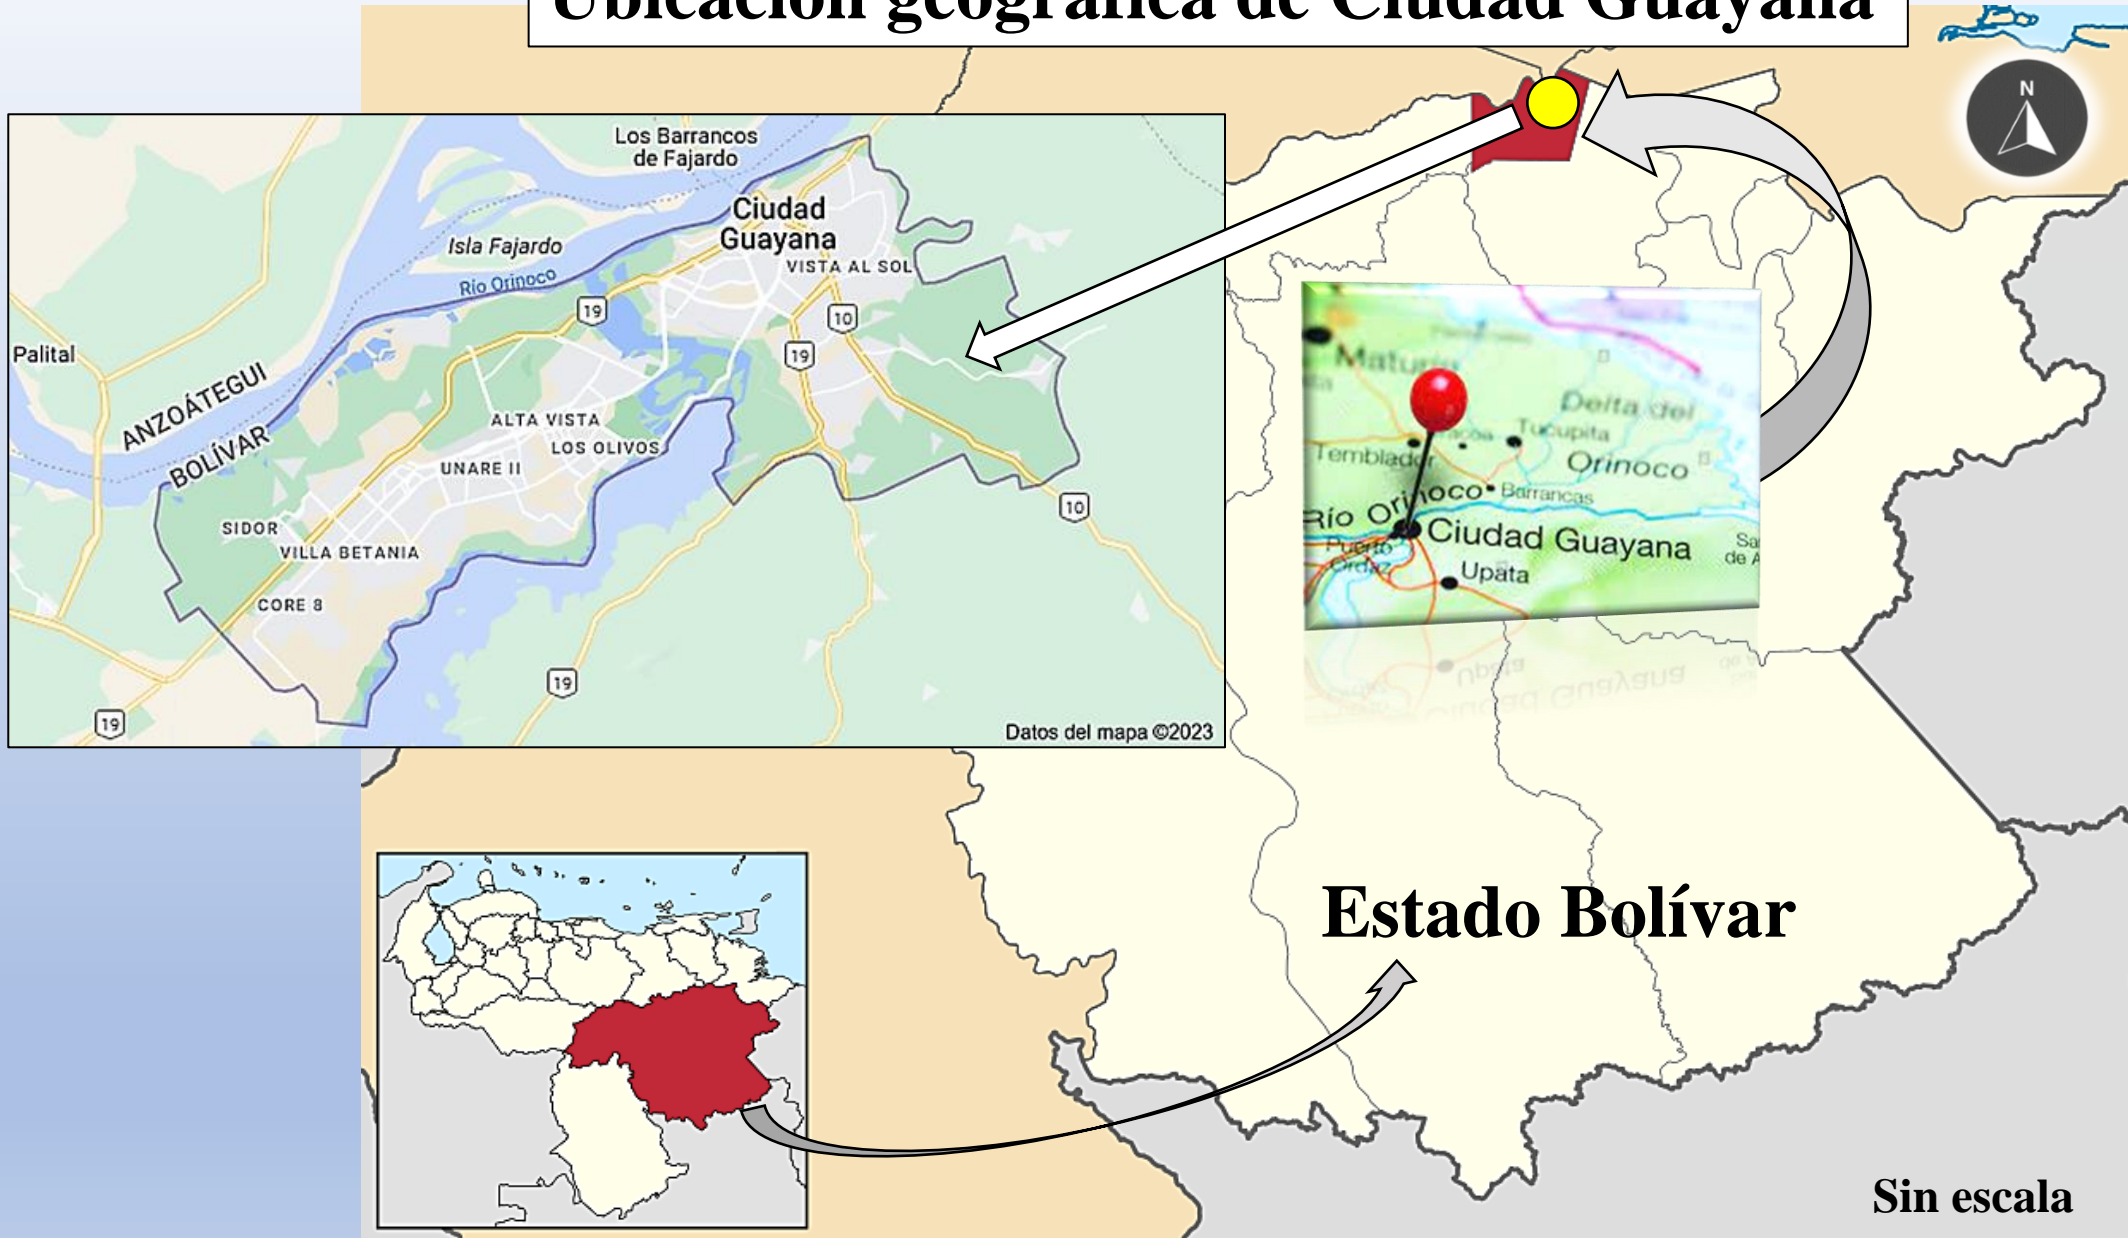 Ubicación geográfica de Ciudad Guayana
N
Los Barrancos
de Fajardo
Ciudad
Guayana
VISTA AL SOL
Isla Fajardo
Río Orinoco
19
10
19
Palital
ANZOÁTEGUI
BOLÍVAR
ALTA VISTA
LOS OLIVOS
UNARE II
SIDOR
VILLA BETANIA
CORE 8
10
19
19
Datos del mapa ©2023
Maturín
Delta del
Tucupita
Temblador
Orinoco
Barrancas
Río Orinoco
Ciudad Guayana
Puerto
Ordaz
Upata
Estado Bolívar
Sin escala